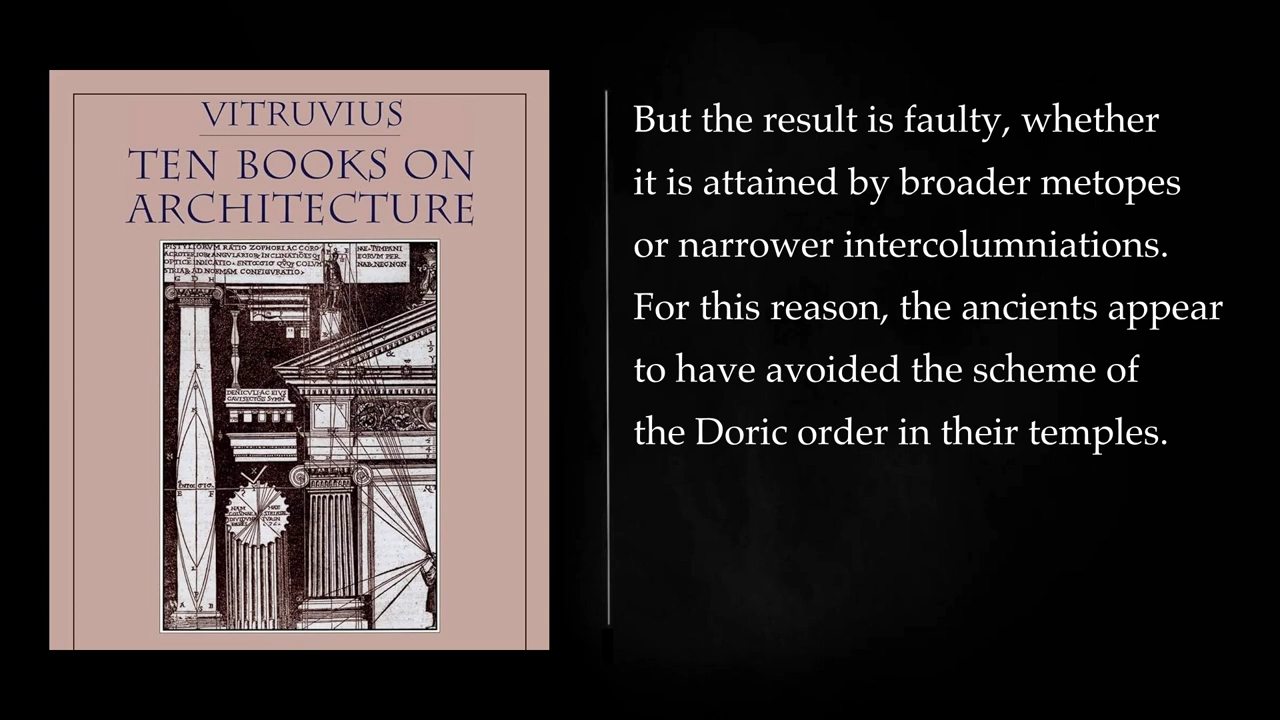 VITRUVIUS
TEN BOOKS ON
ARCHITECTURE
But the result is faulty, whether
it is attained by broader metopes
or narrower intercolumniations.
For this reason, the ancients appear
to have avoided the scheme of
the Doric order in their temples.